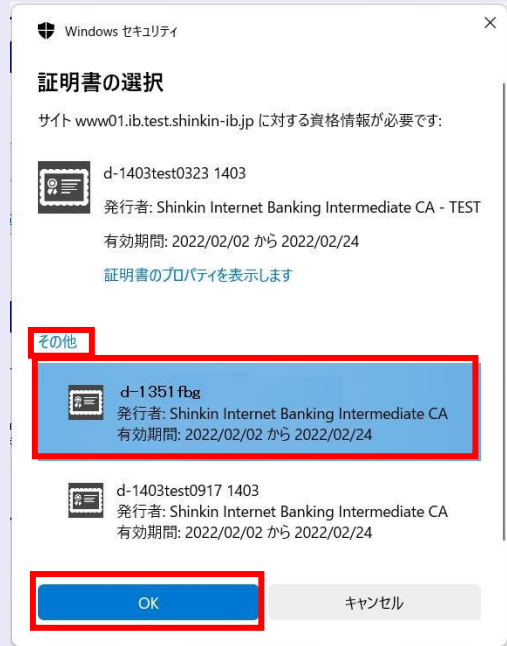 Windows セキュリティ
証明書の選択
サイト www01.ib.test.shinkin-ib.jp に対する資格情報が必要です:
d-1403test0323 1403
発行者: Shinkin Internet Banking Intermediate CA - TEST
有効期間: 2022/02/02 から 2022/02/24
証明書のプロパティを表示します
その他
d-1351fbg
発行者: Shinkin Internet Banking Intermediate CA
有効期間: 2022/02/02 から 2022/02/24
d-1403test0917 1403
発行者: Shinkin Internet Banking Intermediate CA
有効期間: 2022/02/02 から 2022/02/24
OK
キャンセル